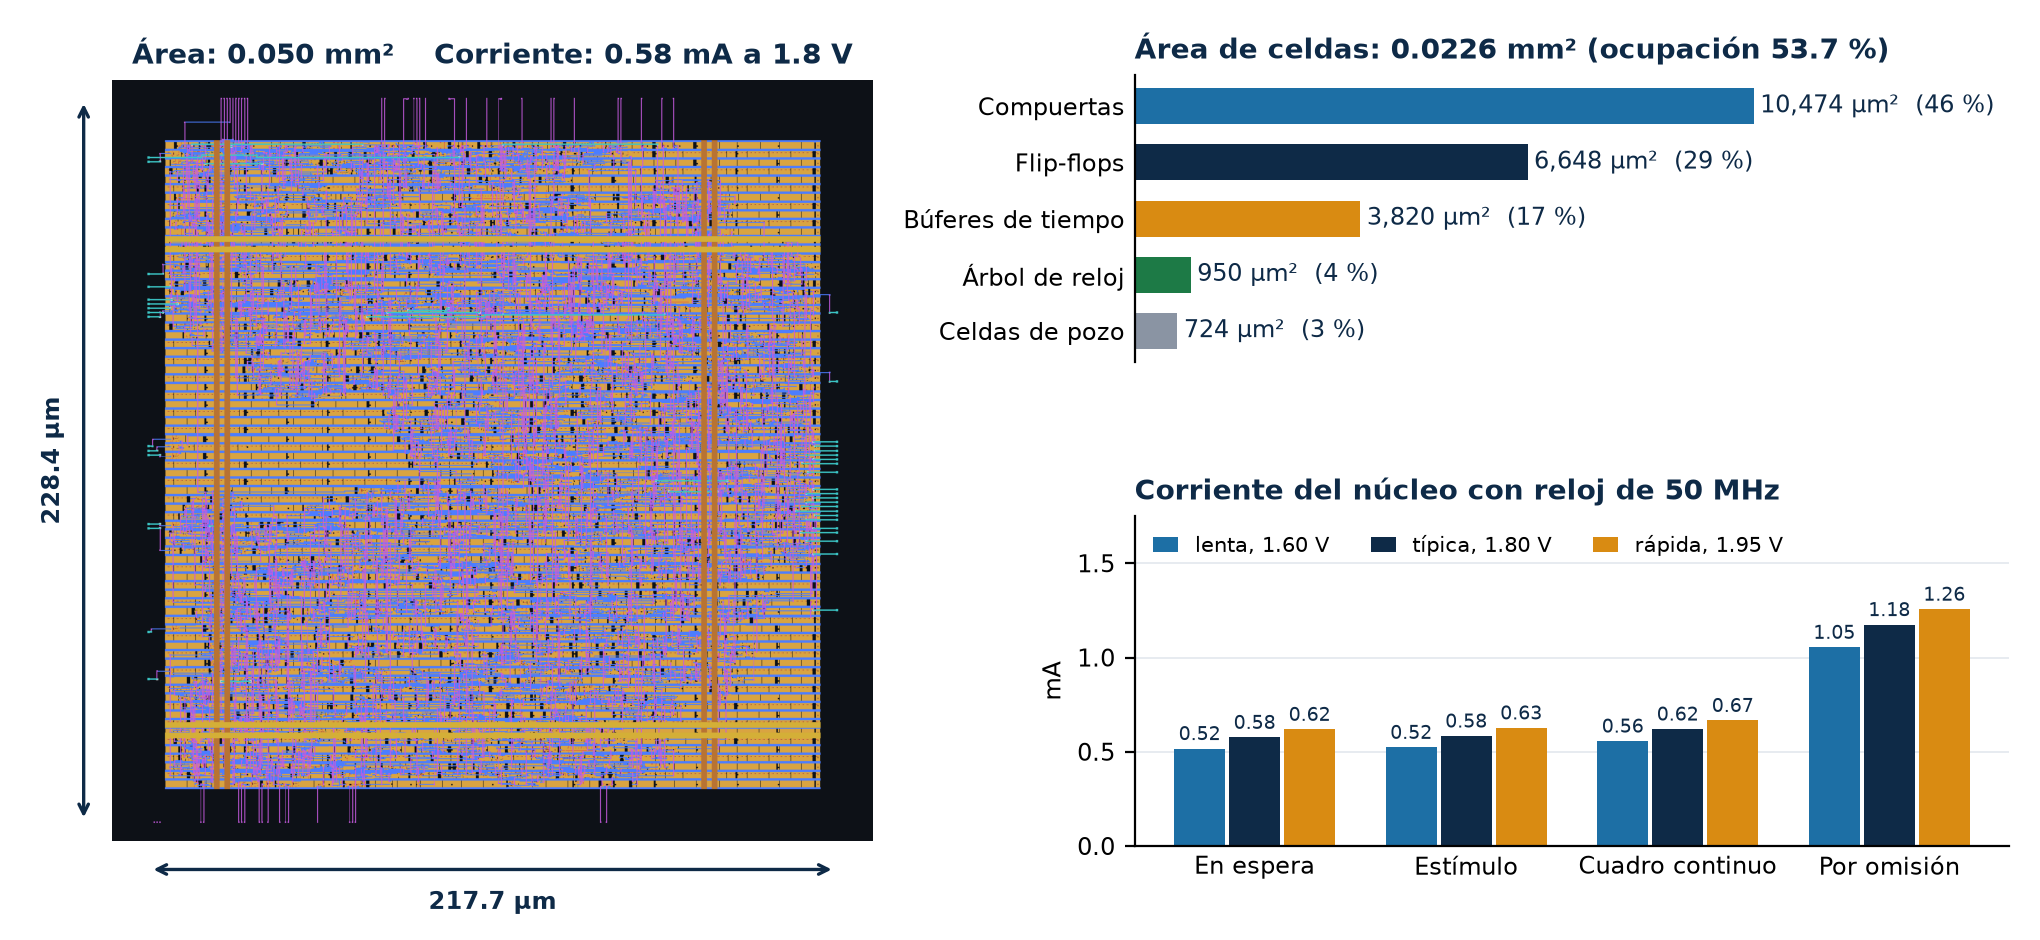 Área: 0.050 mm² Corriente: 0.58 mA a 1.8 V
228.4 µm
217.7 µm
Área de celdas: 0.0226 mm² (ocupación 53.7 %)
Compuertas 10,474 µm² (46 %)
Flip-flops 6,648 µm² (29 %)
Búferes de tiempo 3,820 µm² (17 %)
Árbol de reloj 950 µm² (4 %)
Celdas de pozo 724 µm² (3 %)
Corriente del núcleo con reloj de 50 MHz
lenta, 1.60 V típica, 1.80 V rápida, 1.95 V
mA
1.5
1.0
0.5
0.0
0.52 0.58 0.62
0.52 0.58 0.63
0.56 0.62 0.67
1.05 1.18 1.26
En espera Estímulo Cuadro continuo Por omisión